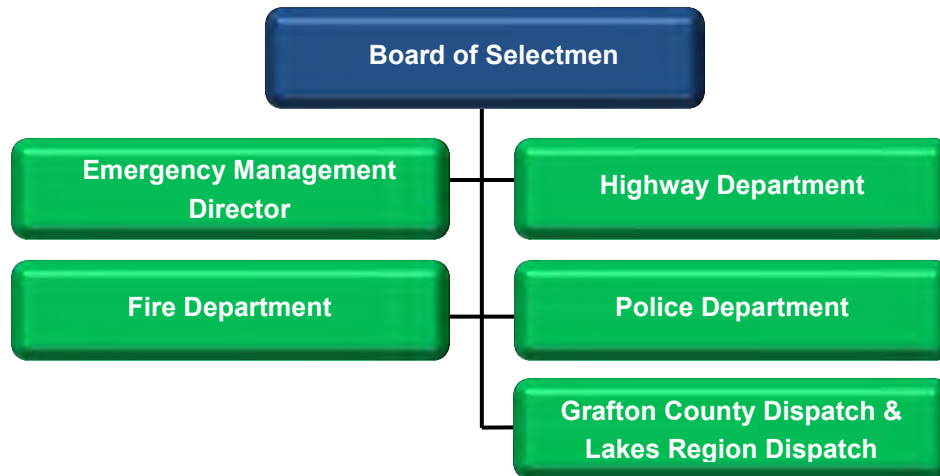 Board of Selectmen
Emergency Management
Director
Highway Department
Fire Department
Police Department
Grafton County Dispatch &
Lakes Region Dispatch